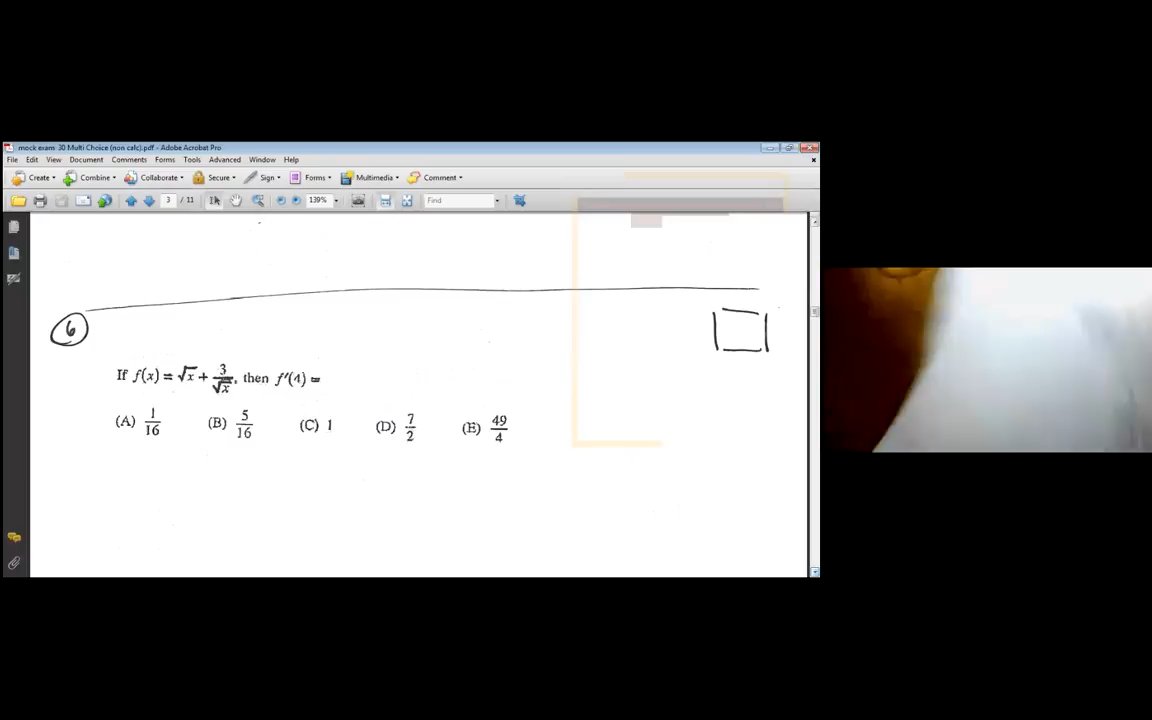 mock exam 30 Multi Choice (non calc).pdf - Adobe Acrobat Pro
File Edit View Document Comments Forms Tools Advanced Window Help
Create Combine Collaborate Secure Sign Forms Multimedia Comment
3 / 11 139% Find
6
If f(x) = √x + 3/√x, then f′(4) =
(A) 1/16 (B) 5/16 (C) 1 (D) 7/2 (E) 49/4